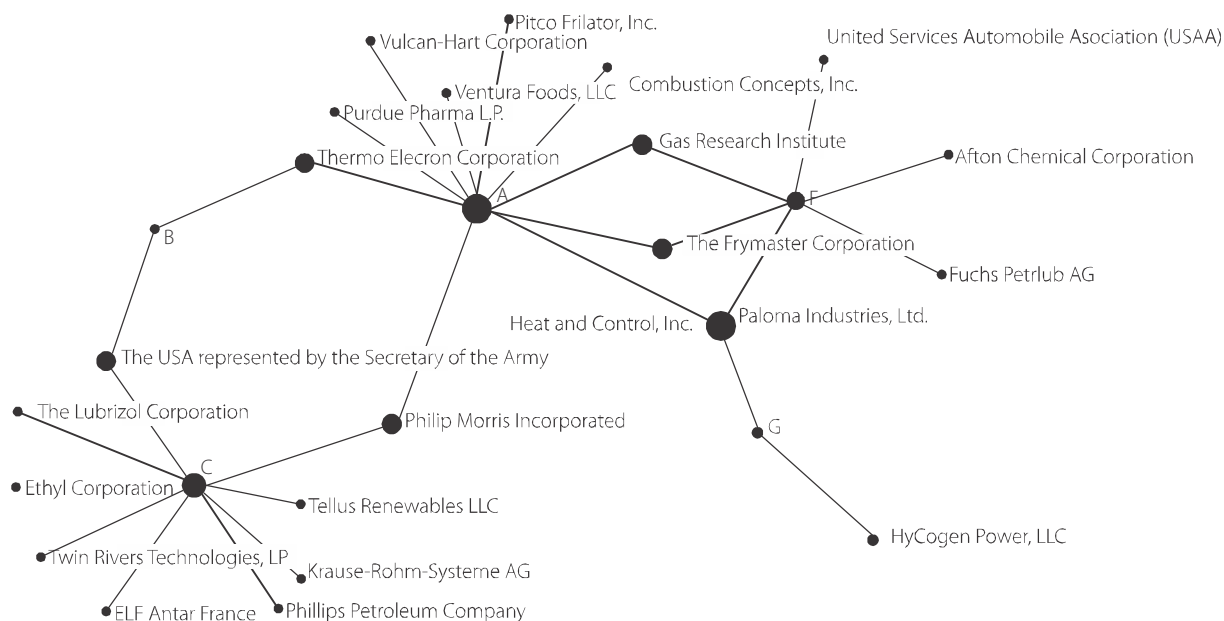 Pitco Frilator, Inc.
Vulcan-Hart Corporation
United Services Automobile Asociation (USAA)
Ventura Foods, LLC
Combustion Concepts, Inc.
Purdue Pharma L.P.
Gas Research Institute
Thermo Elecron Corporation
Afton Chemical Corporation
A
F
B
The Frymaster Corporation
Fuchs Petrlub AG
Heat and Control, Inc.
Paloma Industries, Ltd.
The USA represented by the Secretary of the Army
The Lubrizol Corporation
Philip Morris Incorporated
G
C
Ethyl Corporation
Tellus Renewables LLC
HyCogen Power, LLC
Twin Rivers Technologies, LP
Krause-Rohm-Systerne AG
ELF Antar France
Phillips Petroleum Company